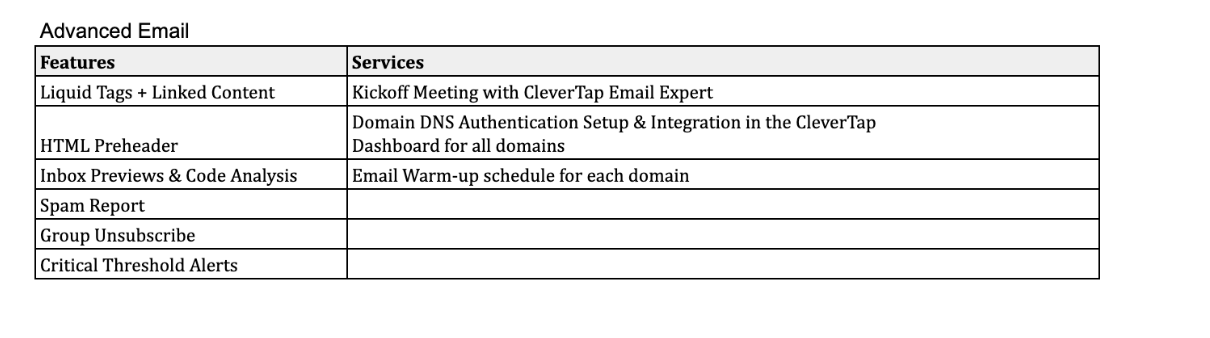 Advanced Email
Features Services
Liquid Tags + Linked Content Kickoff Meeting with CleverTap Email Expert
Domain DNS Authentication Setup & Integration in the CleverTap
HTML Preheader Dashboard for all domains
Inbox Previews & Code Analysis Email Warm-up schedule for each domain
Spam Report
Group Unsubscribe
Critical Threshold Alerts